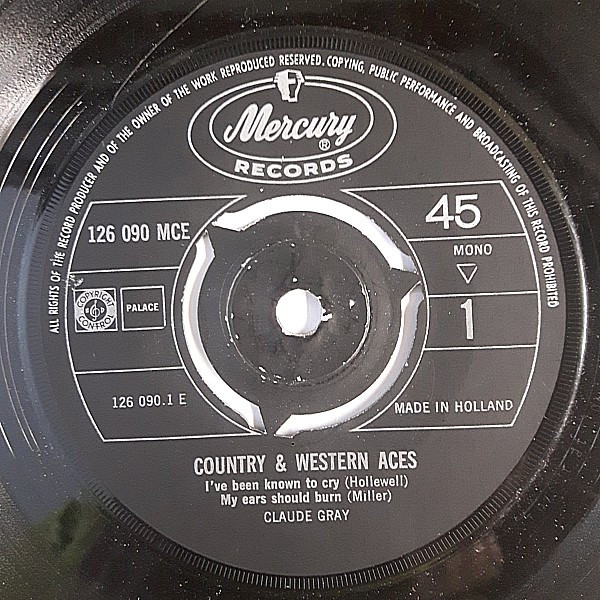 ALL RIGHTS OF THE RECORD PRODUCER AND OF THE OWNER OF THE WORK REPRODUCED RESERVED. COPYING, PUBLIC PERFORMANCE AND BROADCASTING OF THIS RECORD PROHIBITED
Mercury ®
RECORDS
126 090 MCE
45
MONO
COPYRIGHT
CONTROL
PALACE
1
126 090.1 E
MADE IN HOLLAND
COUNTRY & WESTERN ACES
I've been known to cry (Hollewell)
My ears should burn (Miller)
CLAUDE GRAY